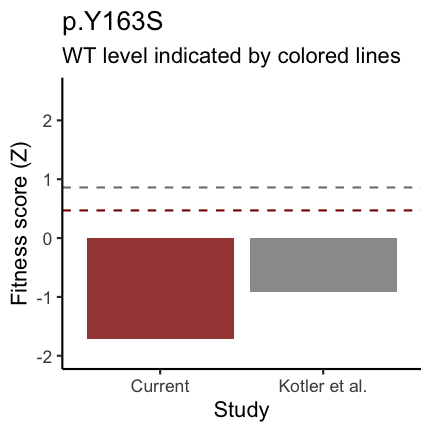 p.Y163S
WT level indicated by colored lines
Fitness score (Z)
2
1
0
-1
-2
Current
Kotler et al.
Study